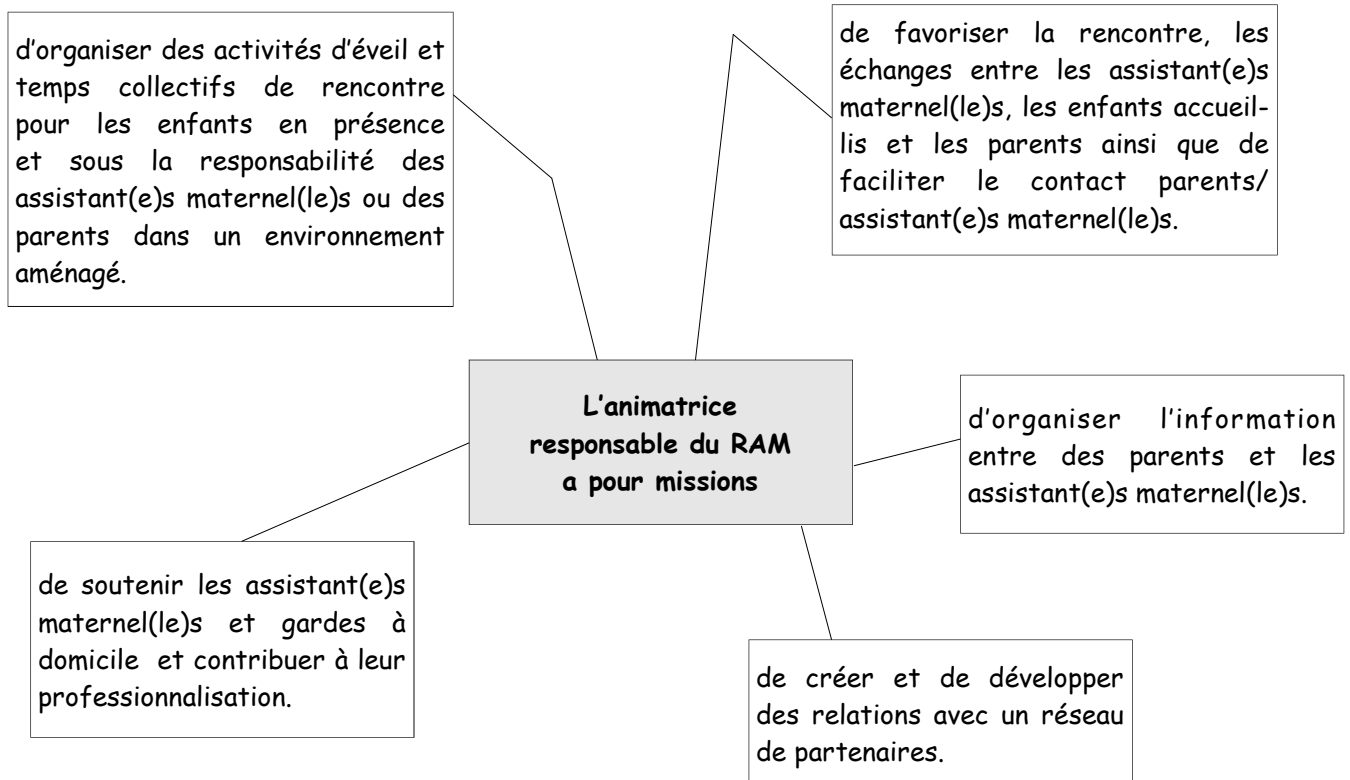 d'organiser des activités d'éveil et
temps collectifs de rencontre
pour les enfants en présence
et sous la responsabilité des
assistant(e)s maternel(le)s ou des
parents dans un environnement
aménagé.
de favoriser la rencontre, les
échanges entre les assistant(e)s
maternel(le)s, les enfants accueil-
lis et les parents ainsi que de
faciliter le contact parents/
assistant(e)s maternel(le)s.
L'animatrice
responsable du RAM
a pour missions
d'organiser l'information
entre des parents et les
assistant(e)s maternel(le)s.
de soutenir les assistant(e)s
maternel(le)s et gardes à
domicile et contribuer à leur
professionnalisation.
de créer et de développer
des relations avec un réseau
de partenaires.